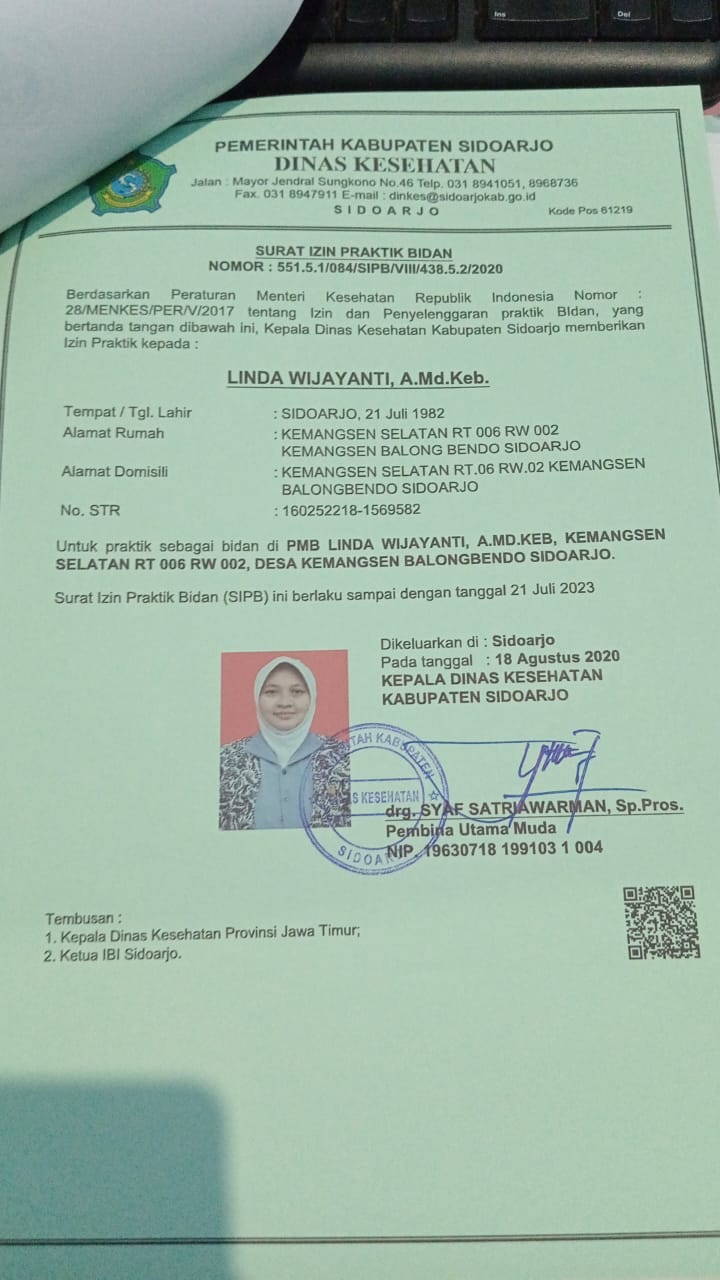 Ins
Del
PEMERINTAH KABUPATEN SIDOARJO
DINAS KESEHATAN
Jalan : Mayor Jendral Sungkono No.46 Telp. 031 8941051, 8968736
Fax. 031 8947911 E-mail : dinkes@sidoarjokab.go.id
SIDOARJO
Kode Pos 61219
SURAT IZIN PRAKTIK BIDAN
NOMOR : 551.5.1/084/SIPB/VIII/438.5.2/2020
Berdasarkan Peraturan Menteri Kesehatan Republik Indonesia Nomor :
28/MENKES/PER/V/2017 tentang Izin dan Penyelenggaran praktik BIdan, yang
bertanda tangan dibawah ini, Kepala Dinas Kesehatan Kabupaten Sidoarjo memberikan
Izin Praktik kepada :
LINDA WIJAYANTI, A.Md.Keb.
Tempat / Tgl. Lahir : SIDOARJO, 21 Juli 1982
Alamat Rumah : KEMANGSEN SELATAN RT 006 RW 002
KEMANGSEN BALONG BENDO SIDOARJO
Alamat Domisili : KEMANGSEN SELATAN RT.06 RW.02 KEMANGSEN
BALONGBENDO SIDOARJO
No. STR : 160252218-1569582
Untuk praktik sebagai bidan di PMB LINDA WIJAYANTI, A.MD.KEB, KEMANGSEN
SELATAN RT 006 RW 002, DESA KEMANGSEN BALONGBENDO SIDOARJO.
Surat Izin Praktik Bidan (SIPB) ini berlaku sampai dengan tanggal 21 Juli 2023
Dikeluarkan di : Sidoarjo
Pada tanggal : 18 Agustus 2020
KEPALA DINAS KESEHATAN
KABUPATEN SIDOARJO
TAH KABUPATEN
S KESEHATAN
SIDOAR
drg. SYAF SATRIAWARMAN, Sp.Pros.
Pembina Utama Muda
NIP. 19630718 199103 1 004
Tembusan :
1. Kepala Dinas Kesehatan Provinsi Jawa Timur;
2. Ketua IBI Sidoarjo.